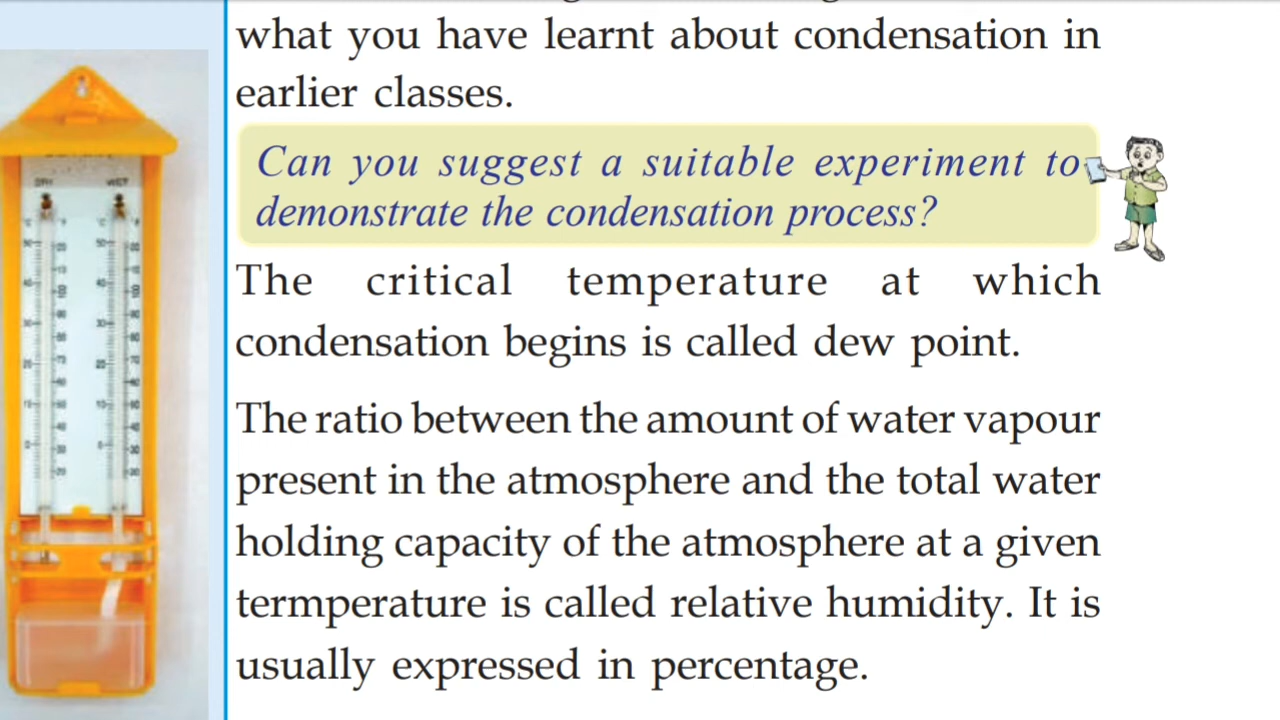 what you have learnt about condensation in
earlier classes.
Can you suggest a suitable experiment to
demonstrate the condensation process?
The critical temperature at which
condensation begins is called dew point.
The ratio between the amount of water vapour
present in the atmosphere and the total water
holding capacity of the atmosphere at a given
termperature is called relative humidity. It is
usually expressed in percentage.
DRY WET